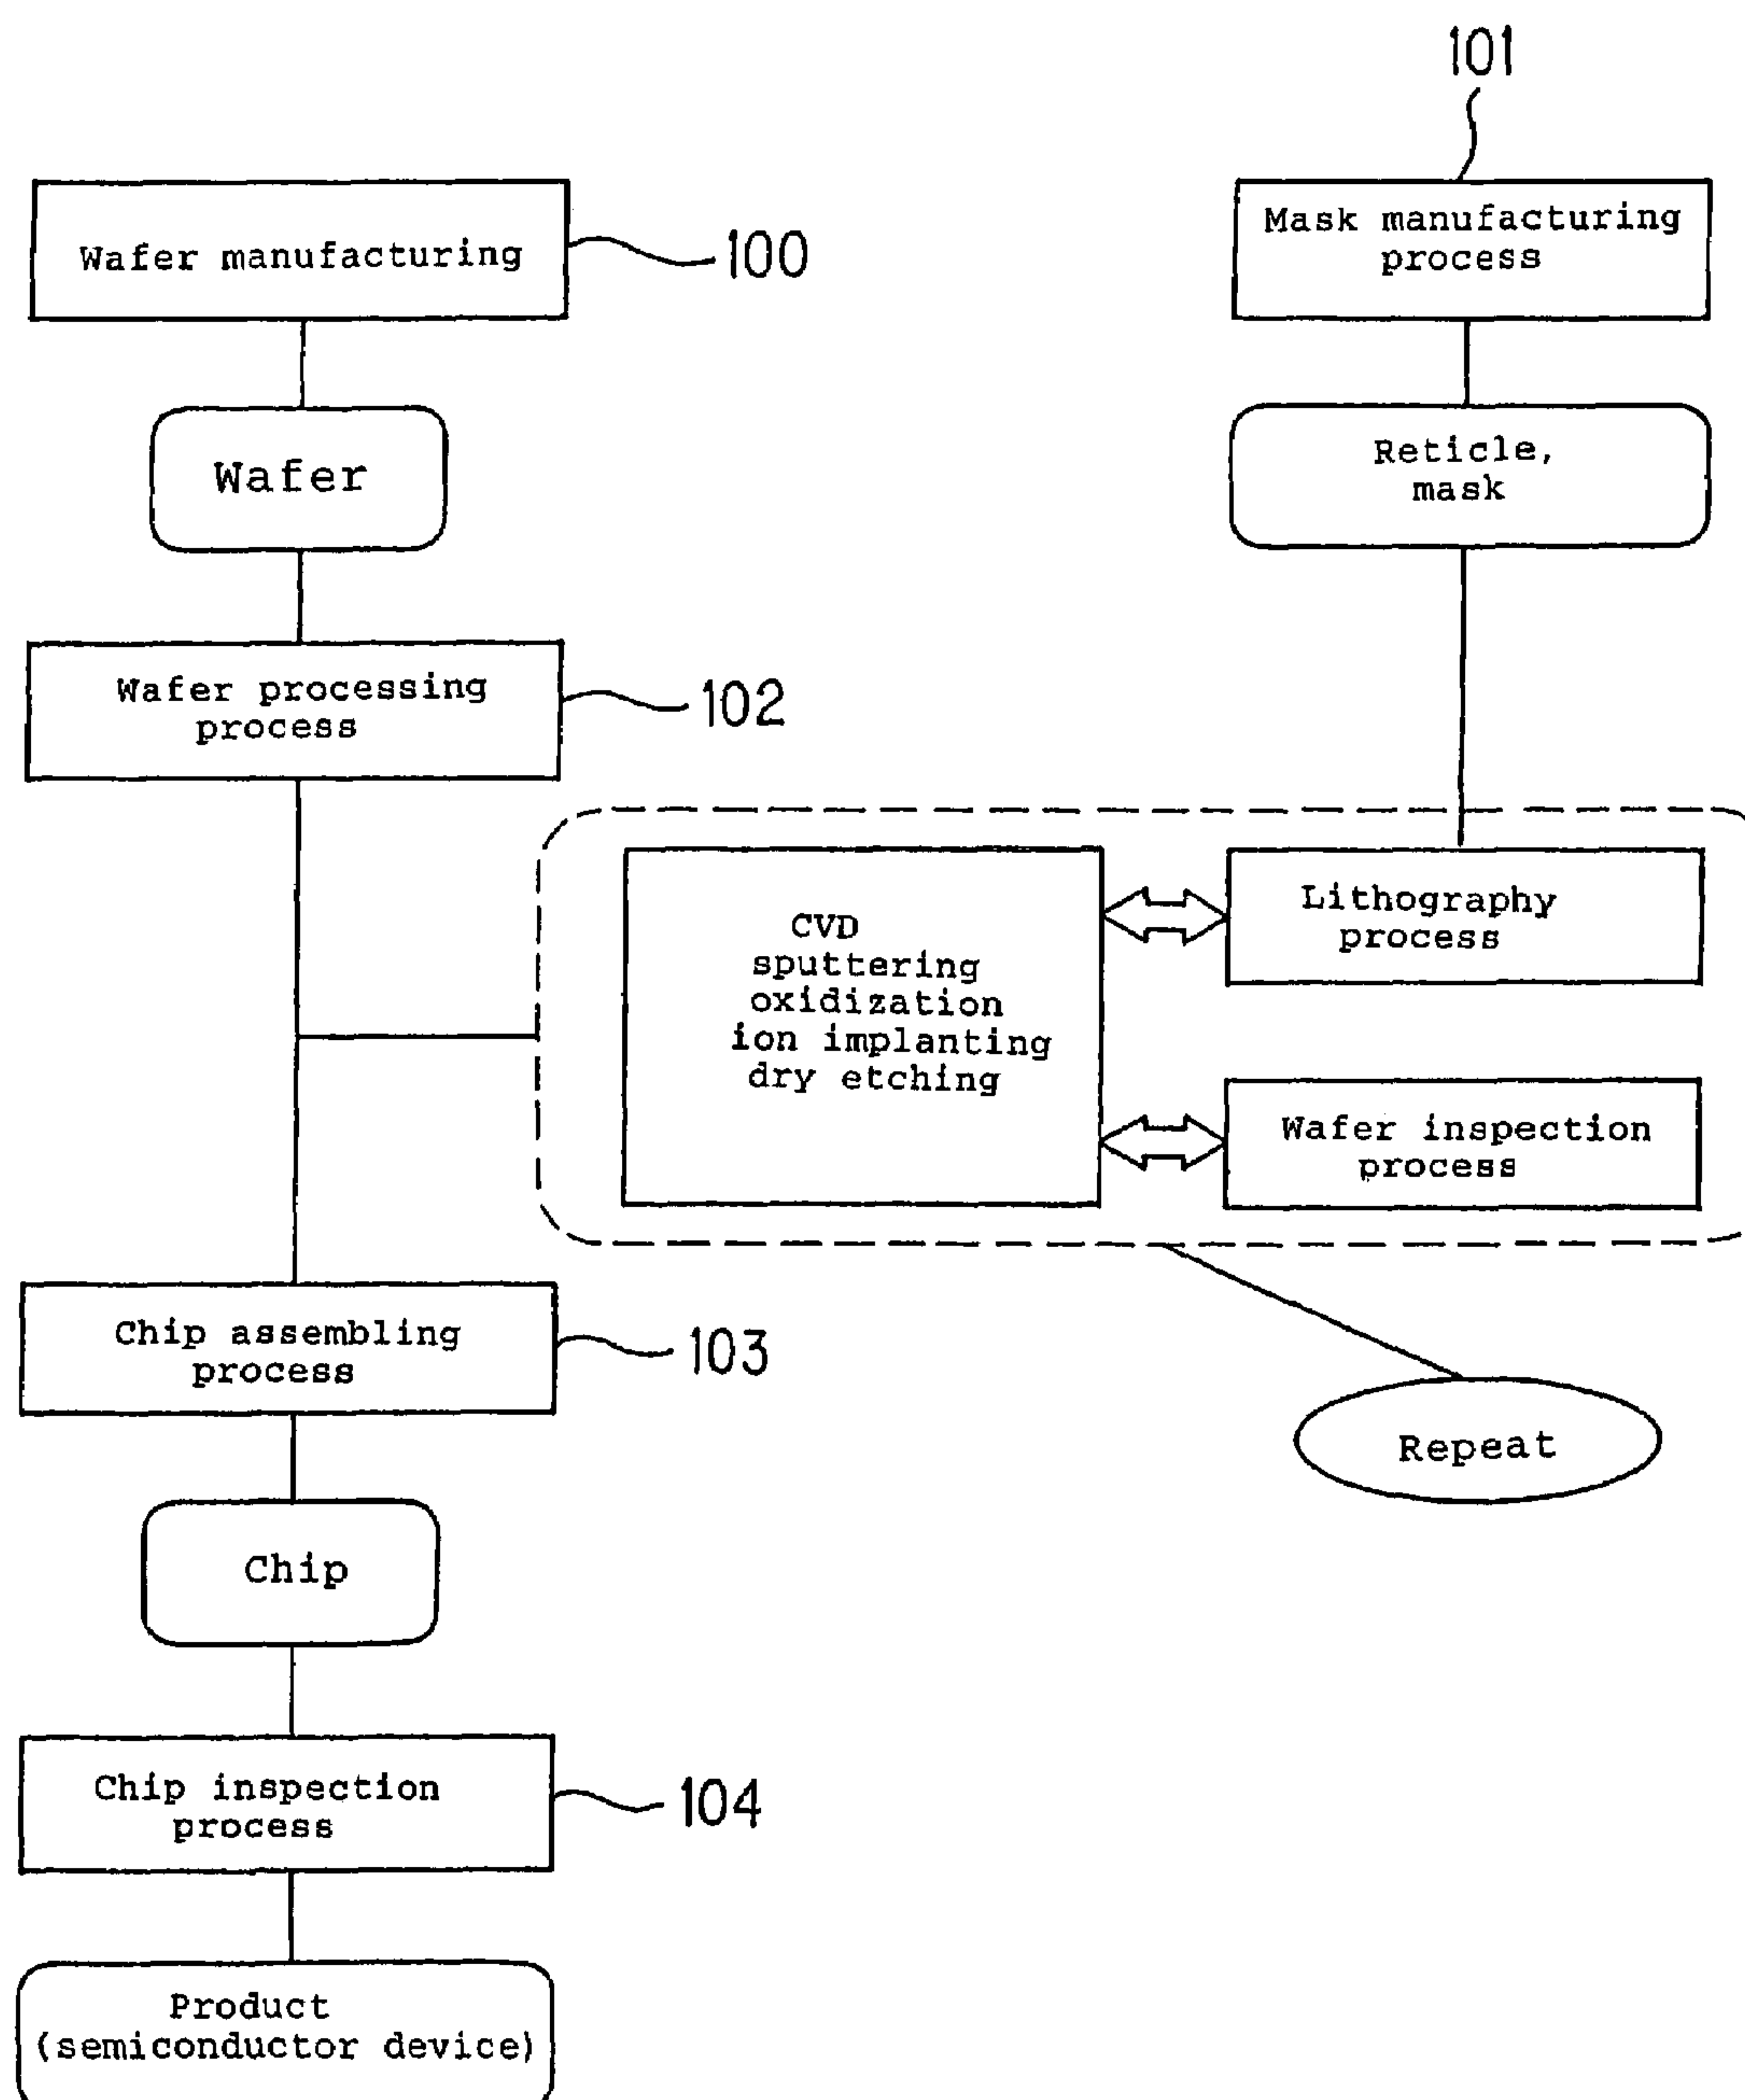 101
Wafer manufacturing
100
Mask manufacturing
process
Wafer
Reticle,
mask
Wafer processing
process
102
CVD
sputtering
oxidization
ion implanting
dry etching
Lithography
process
Wafer inspection
process
Chip assembling
process
103
Repeat
Chip
Chip inspection
process
104
Product
(semiconductor device)